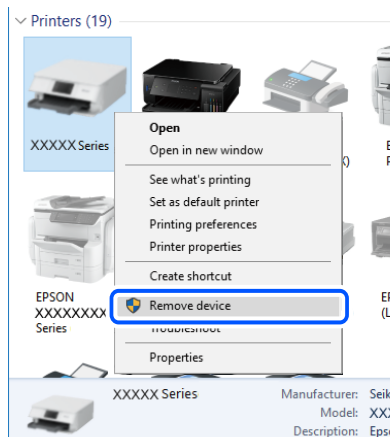 Printers (19)
XXXXX Series
Open
Open in new window
See what's printing
Set as default printer
Printing preferences
Printer properties
Create shortcut
EPSON
XXXXXXXX
Series
Remove device
Troubleshoot
Properties
XXXXX Series
Manufacturer:
Model:
Description: